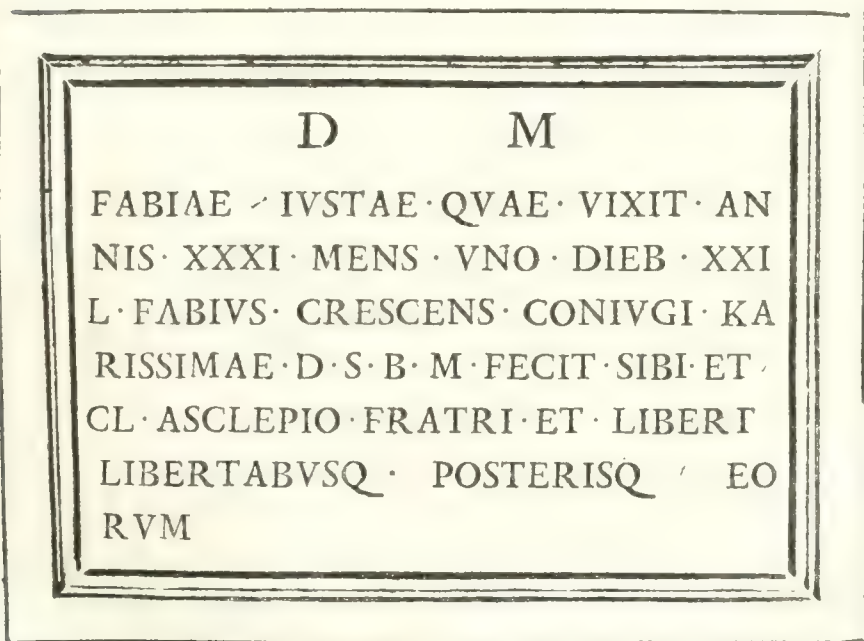 D M
FABIAE IVSTAE · QVAE · VIXIT · AN
NIS · XXXI · MENS · VNO · DIEB · XXI
L · FABIVS · CRESCENS · CONIVGI · KA
RISSIMAE · D · S · B · M · FECIT · SIBI · ET
CL · ASCLEPIO · FRATRI · ET · LIBERT
LIBERTABVSQ · POSTERISQ EO
RVM